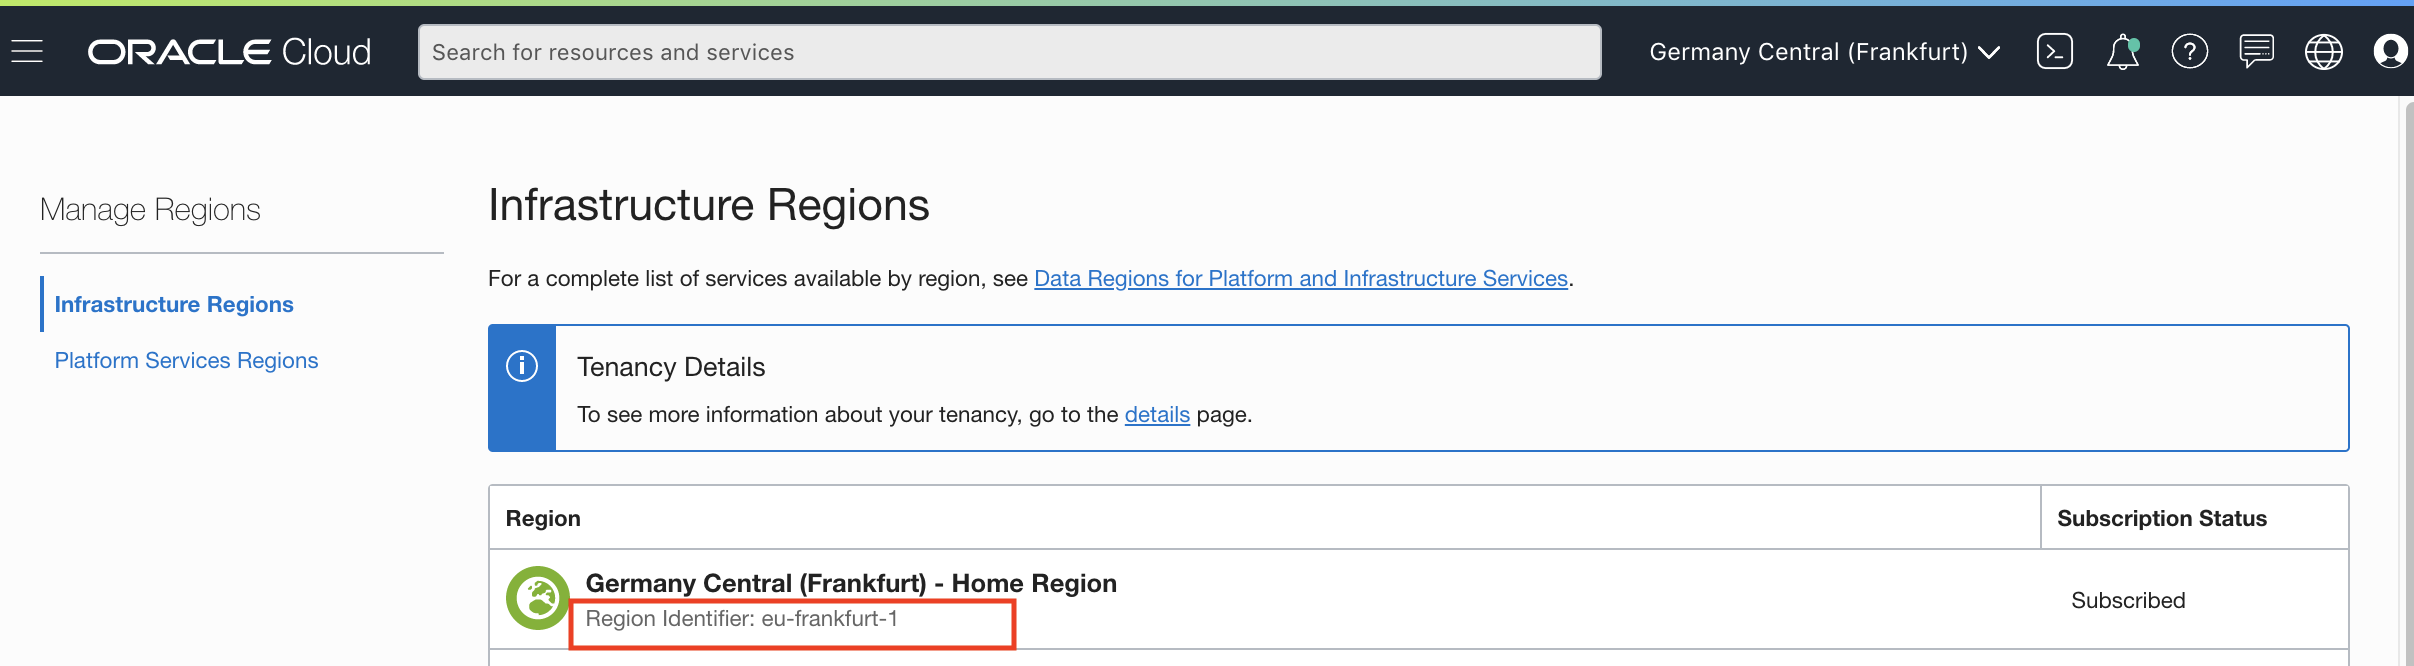 ORACLE Cloud
Search for resources and services
Germany Central (Frankfurt)
Manage Regions
Infrastructure Regions
Platform Services Regions
Infrastructure Regions
For a complete list of services available by region, see Data Regions for Platform and Infrastructure Services.
Tenancy Details
To see more information about your tenancy, go to the details page.
Region
Subscription Status
Germany Central (Frankfurt) - Home Region
Region Identifier: eu-frankfurt-1
Subscribed